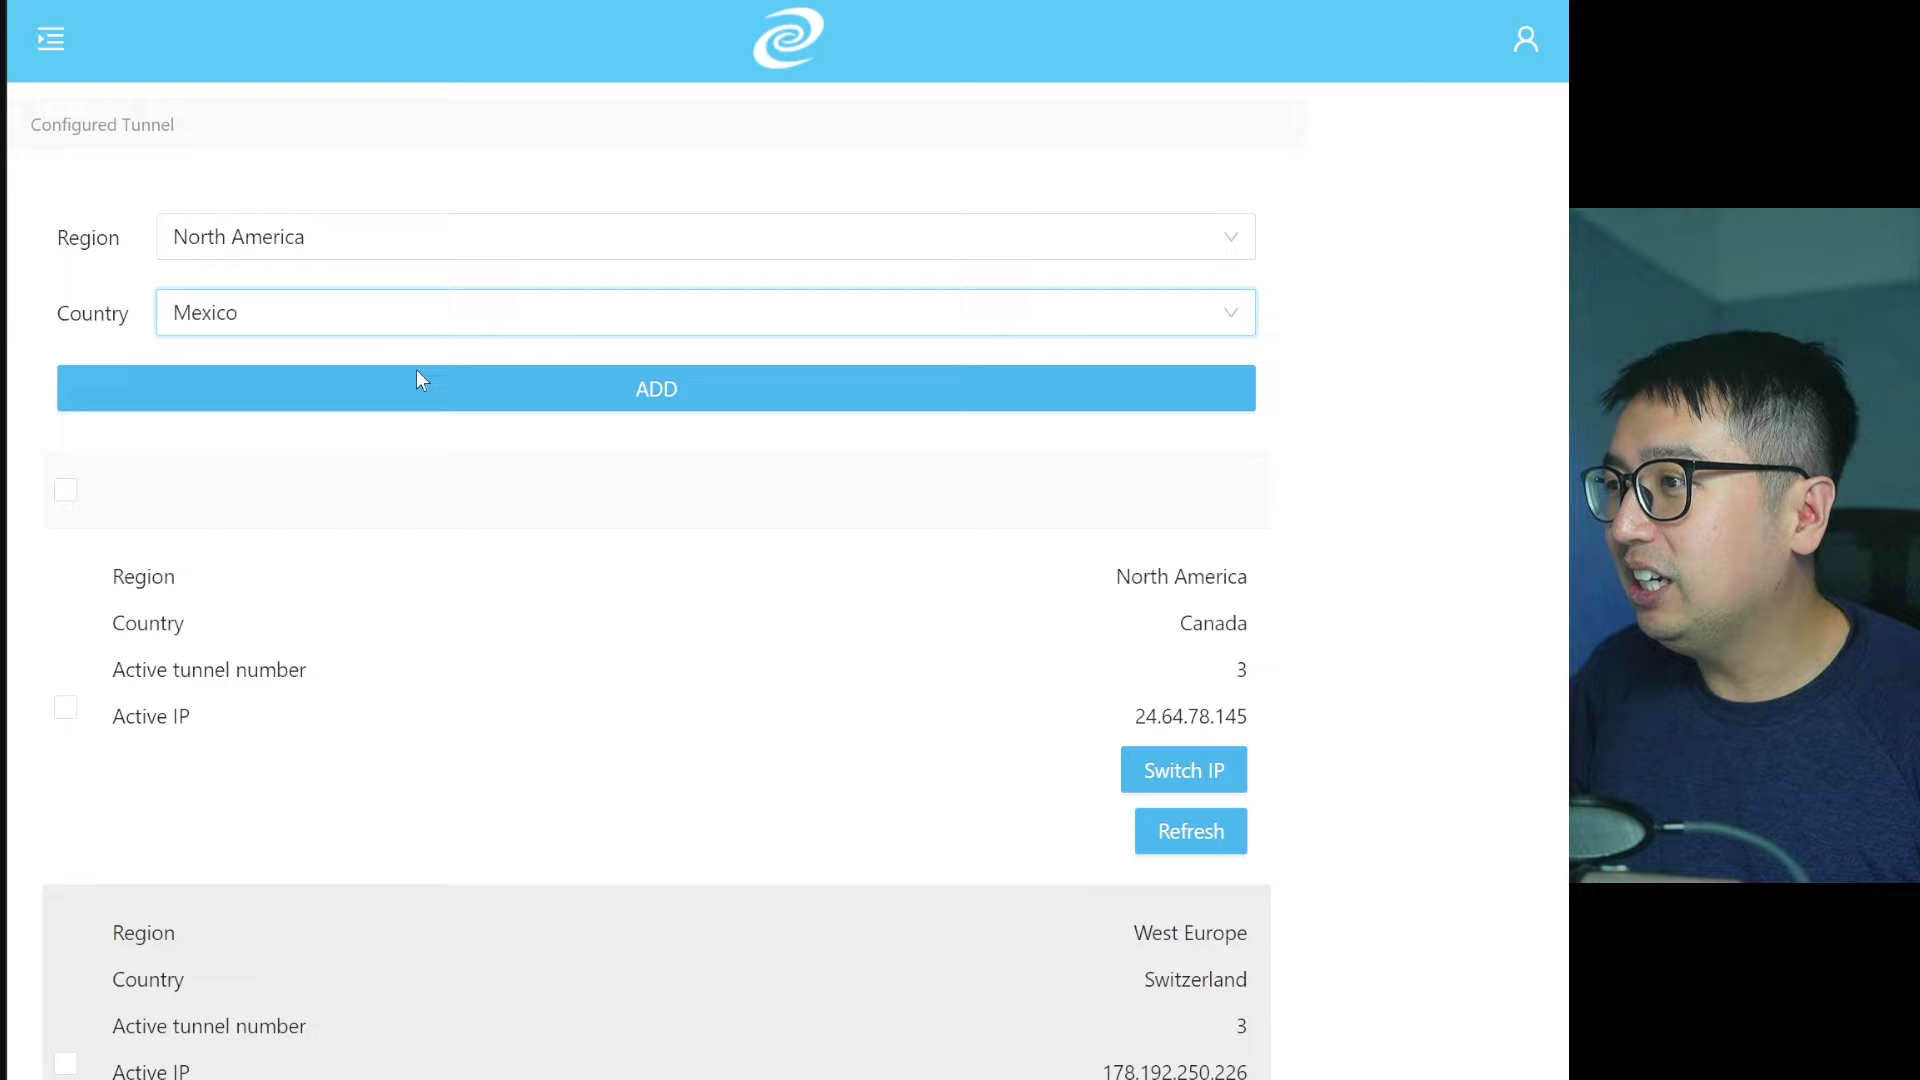 Configured Tunnel
Region North America
Country Mexico
ADD
Region North America
Country Canada
Active tunnel number 3
Active IP 24.64.78.145
Switch IP
Refresh
Region West Europe
Country Switzerland
Active tunnel number 3
Active IP 178.192.250.226